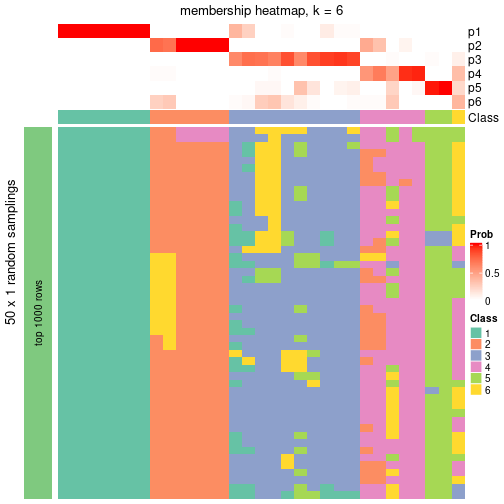 membership heatmap, k = 6
p1
p2
p3
p4
p5
p6
Class
50 x 1 random samplings
top 1000 rows
Prob
1
0.5
0
Class
1
2
3
4
5
6